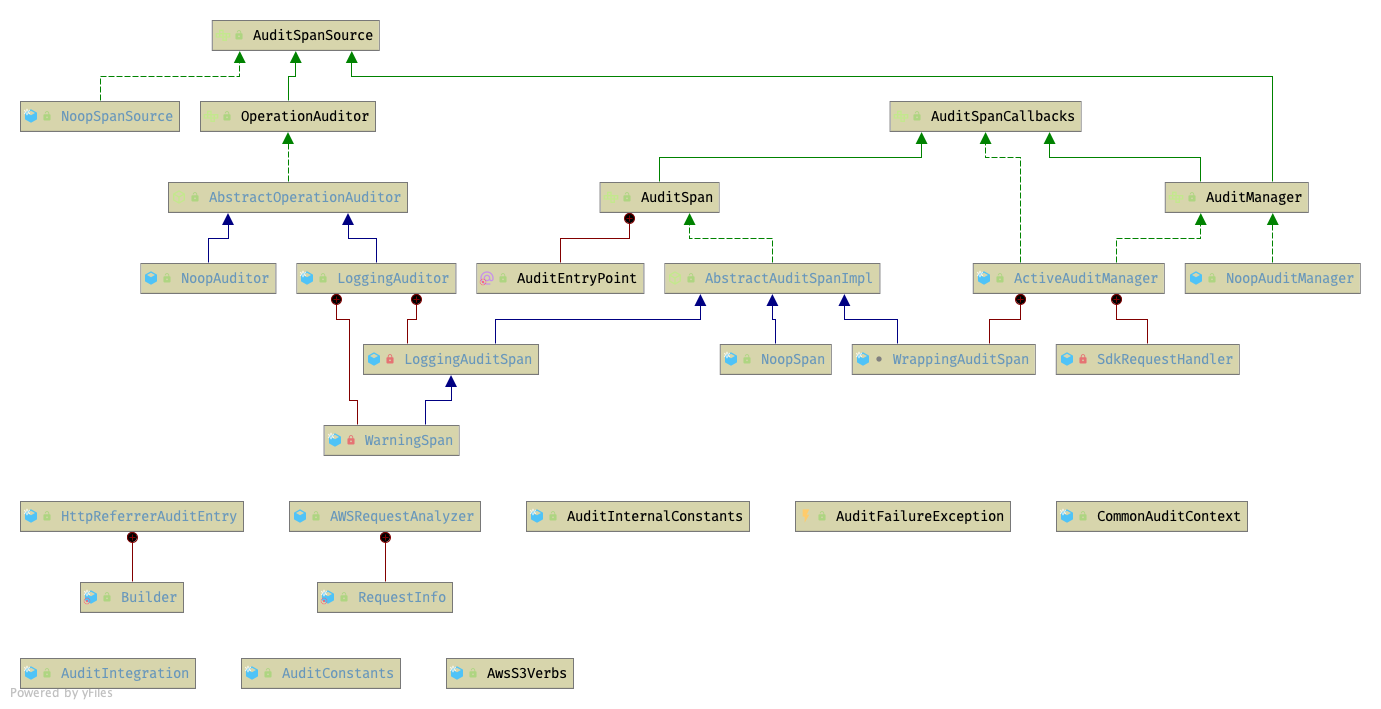 AuditSpanSource
NoopSpanSource
OperationAuditor
AuditSpanCallbacks
AbstractOperationAuditor
AuditSpan
AuditManager
NoopAuditor
LoggingAuditor
AuditEntryPoint
AbstractAuditSpanImpl
ActiveAuditManager
NoopAuditManager
LoggingAuditSpan
NoopSpan
WrappingAuditSpan
SdkRequestHandler
WarningSpan
HttpReferrerAuditEntry
AWSRequestAnalyzer
AuditInternalConstants
AuditFailureException
CommonAuditContext
Builder
RequestInfo
AuditIntegration
AuditConstants
AwsS3Verbs
Powered by yFiles